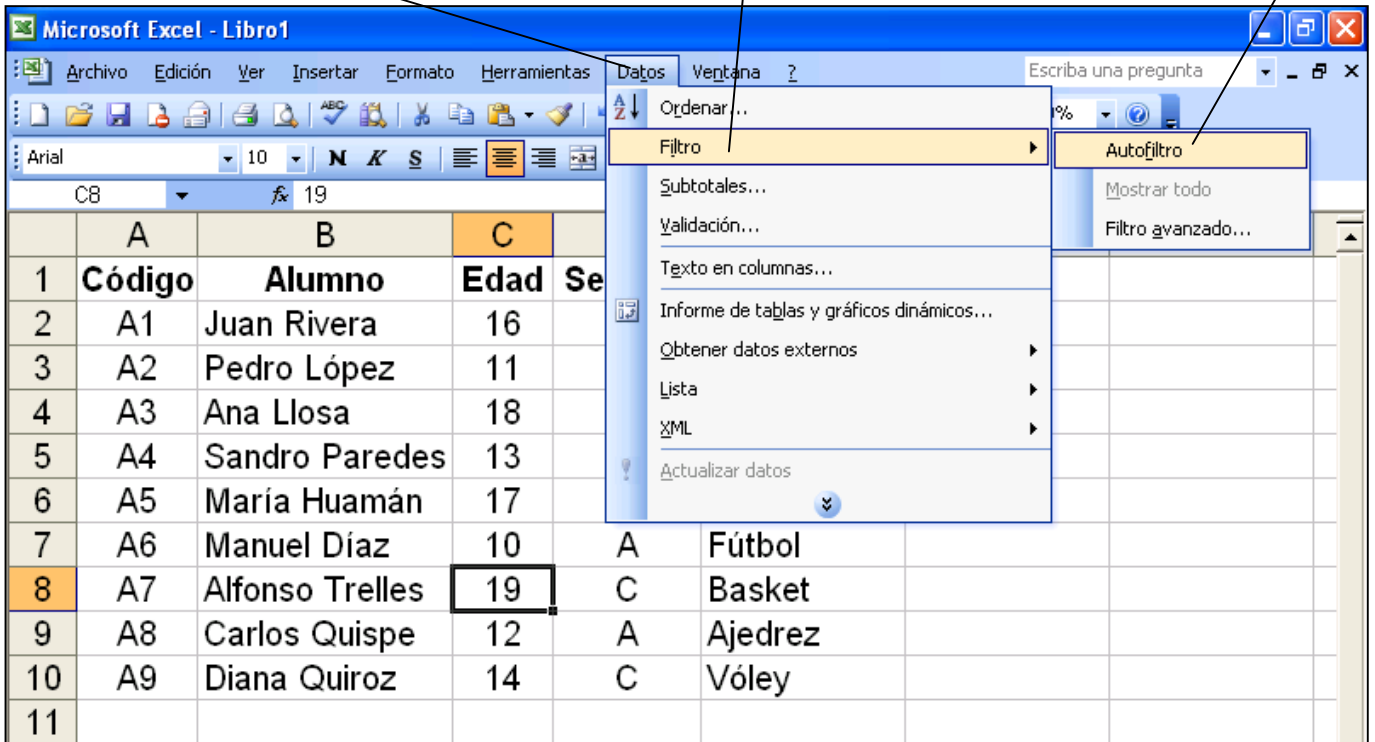 Microsoft Excel - Libro1
Archivo Edición Ver Insertar Formato Herramientas Datos Ventana ? Escriba una pregunta
Ordenar...
Arial 10 N K S Filtro Autofiltro
C8 fx 19 Subtotales... Mostrar todo
Validación... Filtro avanzado...
A B C
Texto en columnas...
1 Código Alumno Edad Se
Informe de tablas y gráficos dinámicos...
2 A1 Juan Rivera 16
Obtener datos externos
3 A2 Pedro López 11
Lista
4 A3 Ana Llosa 18
XML
5 A4 Sandro Paredes 13
Actualizar datos
6 A5 María Huamán 17
7 A6 Manuel Díaz 10 A Fútbol
8 A7 Alfonso Trelles 19 C Basket
9 A8 Carlos Quispe 12 A Ajedrez
10 A9 Diana Quiroz 14 C Vóley
11